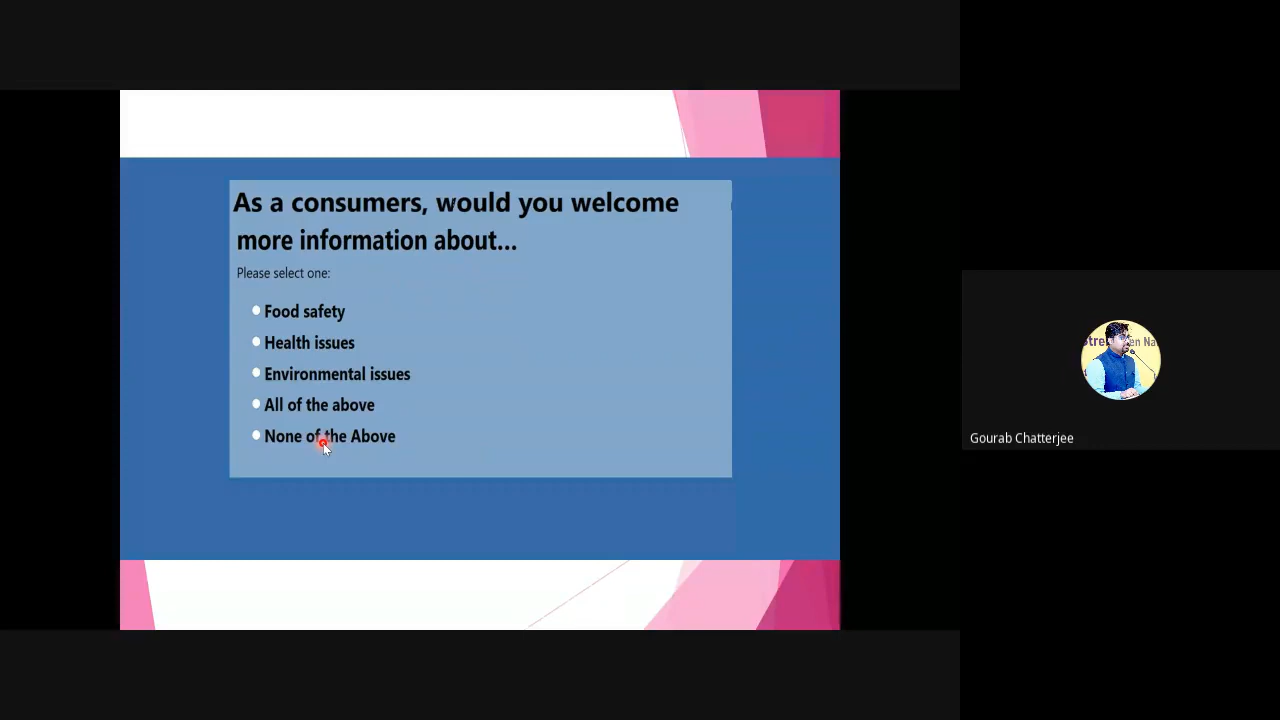 As a consumers, would you welcome
more information about...
Please select one:
Food safety
Health issues
Environmental issues
All of the above
None of the Above
Gourab Chatterjee